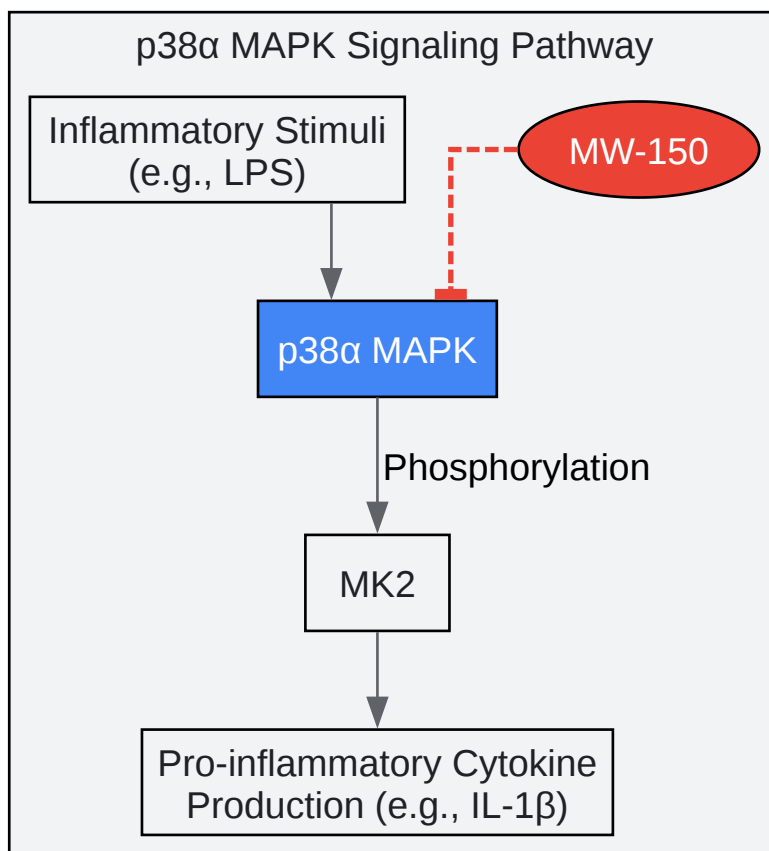 p38α MAPK Signaling Pathway
Inflammatory Stimuli
(e.g., LPS)
MW-150
p38α MAPK
Phosphorylation
MK2
Pro-inflammatory Cytokine
Production (e.g., IL-1β)